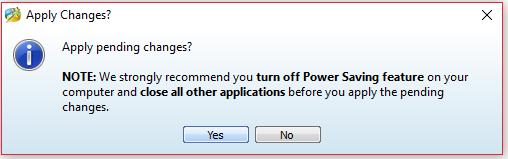 Apply Changes?
Apply pending changes?
NOTE: We strongly recommend you turn off Power Saving feature on your
computer and close all other applications before you apply the pending
changes.
Yes
No